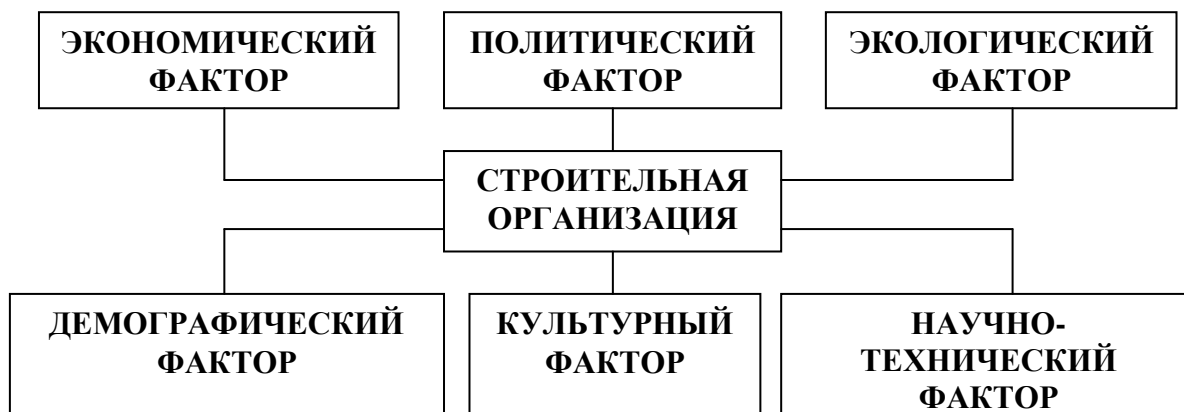 ЭКОНОМИЧЕСКИЙ
ФАКТОР
ПОЛИТИЧЕСКИЙ
ФАКТОР
ЭКОЛОГИЧЕСКИЙ
ФАКТОР
СТРОИТЕЛЬНАЯ
ОРГАНИЗАЦИЯ
ДЕМОГРАФИЧЕСКИЙ
ФАКТОР
КУЛЬТУРНЫЙ
ФАКТОР
НАУЧНО-
ТЕХНИЧЕСКИЙ
ФАКТОР